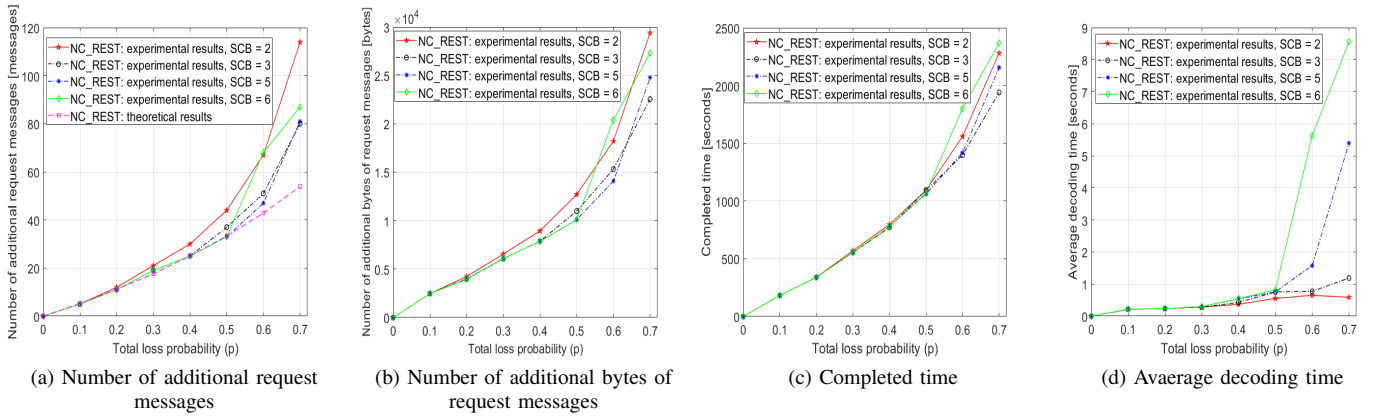 Number of additional request messages [messages]
120
100
80
60
40
20
0
NC_REST: experimental results, SCB = 2
NC_REST: experimental results, SCB = 3
NC_REST: experimental results, SCB = 5
NC_REST: experimental results, SCB = 6
NC_REST: theoretical results
0 0.1 0.2 0.3 0.4 0.5 0.6 0.7
Total loss probability (p)
(a) Number of additional request
messages
Number of additional bytes of request messages [bytes]
×10^4
3
2.5
2
1.5
1
0.5
0
NC_REST: experimental results, SCB = 2
NC_REST: experimental results, SCB = 3
NC_REST: experimental results, SCB = 5
NC_REST: experimental results, SCB = 6
0 0.1 0.2 0.3 0.4 0.5 0.6 0.7
Total loss probability (p)
(b) Number of additional bytes of
request messages
Completed time [seconds]
2500
2000
1500
1000
500
0
NC_REST: experimental results, SCB = 2
NC_REST: experimental results, SCB = 3
NC_REST: experimental results, SCB = 5
NC_REST: experimental results, SCB = 6
0 0.1 0.2 0.3 0.4 0.5 0.6 0.7
Total loss probability (p)
(c) Completed time
Average decoding time [seconds]
9
8
7
6
5
4
3
2
1
0
NC_REST: experimental results, SCB = 2
NC_REST: experimental results, SCB = 3
NC_REST: experimental results, SCB = 5
NC_REST: experimental results, SCB = 6
0 0.1 0.2 0.3 0.4 0.5 0.6 0.7
Total loss probability (p)
(d) Avaerage decoding time